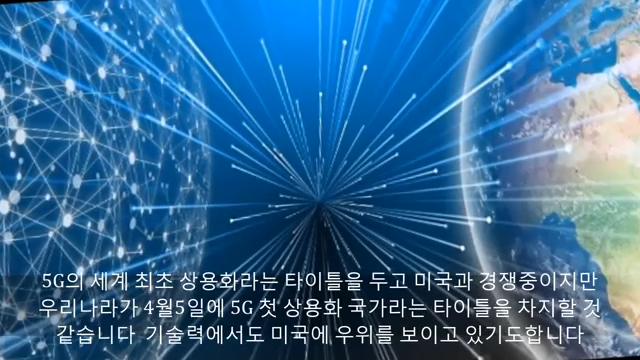 5G의 세계 최초 상용화라는 타이틀을 두고 미국과 경쟁중이지만
우리나라가 4월5일에 5G 첫 상용화 국가라는 타이틀을 차지할 것
같습니다 기술력에서도 미국에 우위를 보이고 있기도합니다